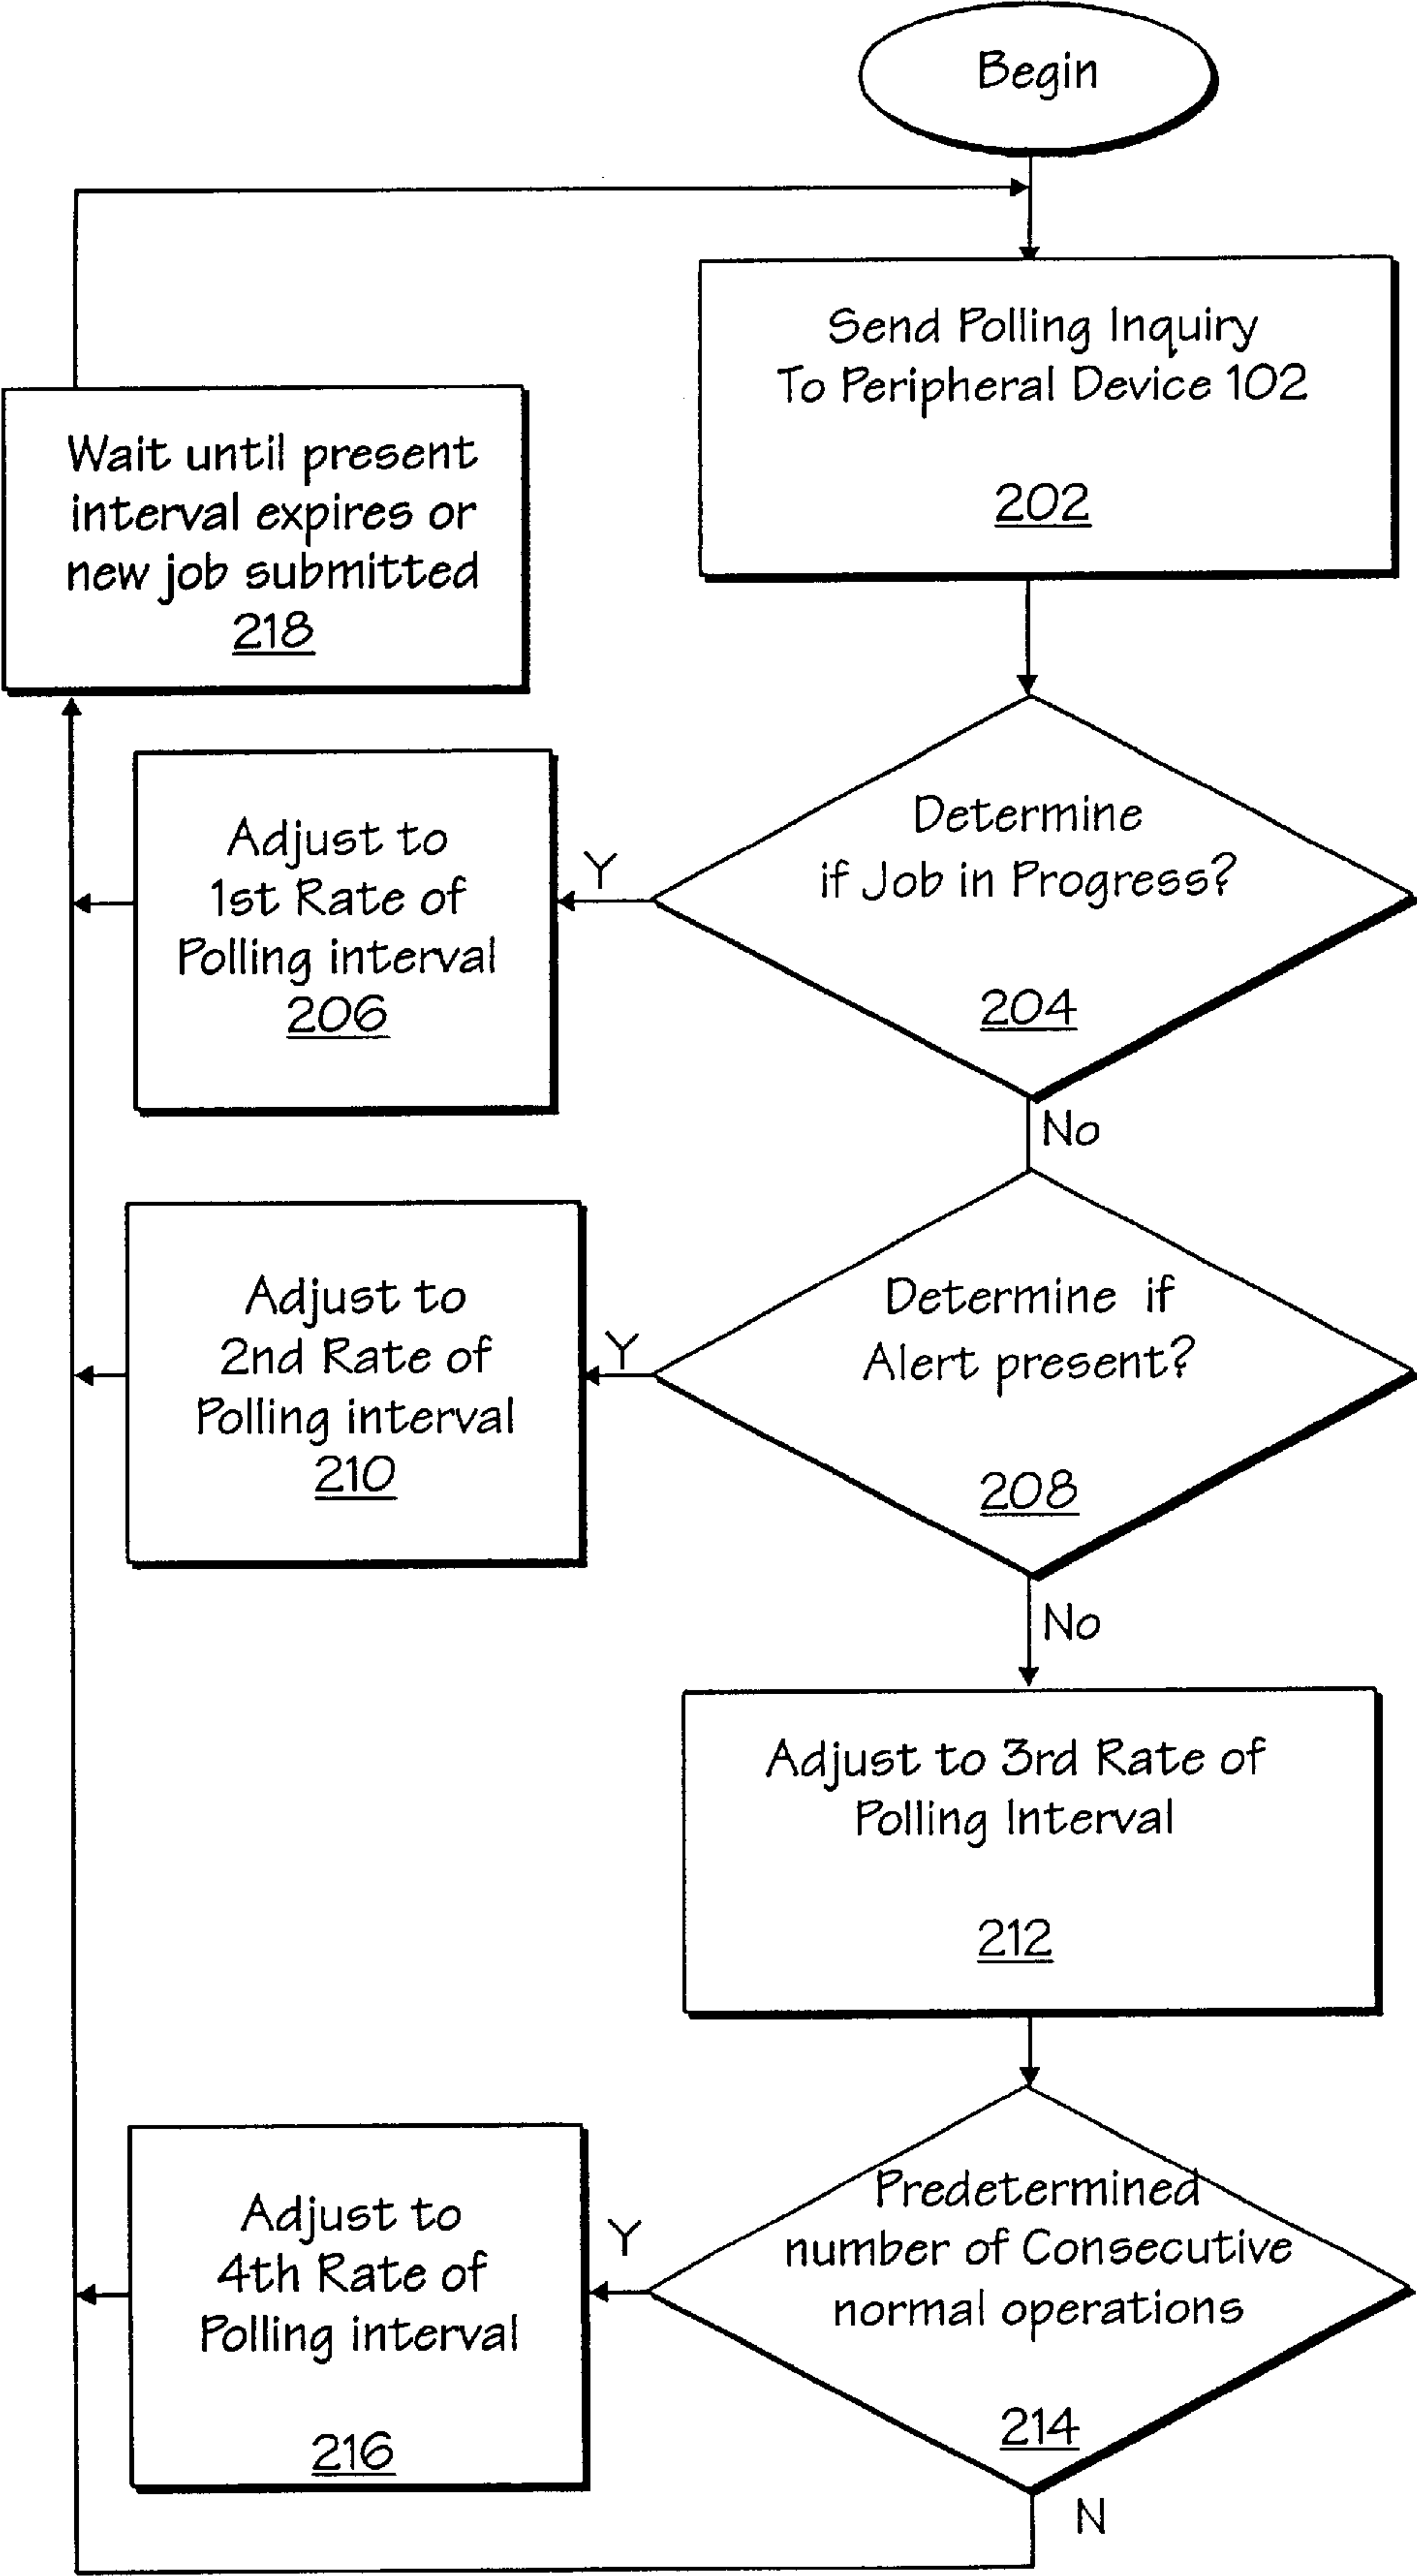 Begin
Send Polling Inquiry
To Peripheral Device 102
202
Wait until present
interval expires or
new job submitted
218
Determine
if Job in Progress?
204
Y
Adjust to
1st Rate of
Polling interval
206
No
Determine if
Alert present?
208
Y
Adjust to
2nd Rate of
Polling interval
210
No
Adjust to 3rd Rate of
Polling Interval
212
Predetermined
number of Consecutive
normal operations
214
Y
Adjust to
4th Rate of
Polling interval
216
N